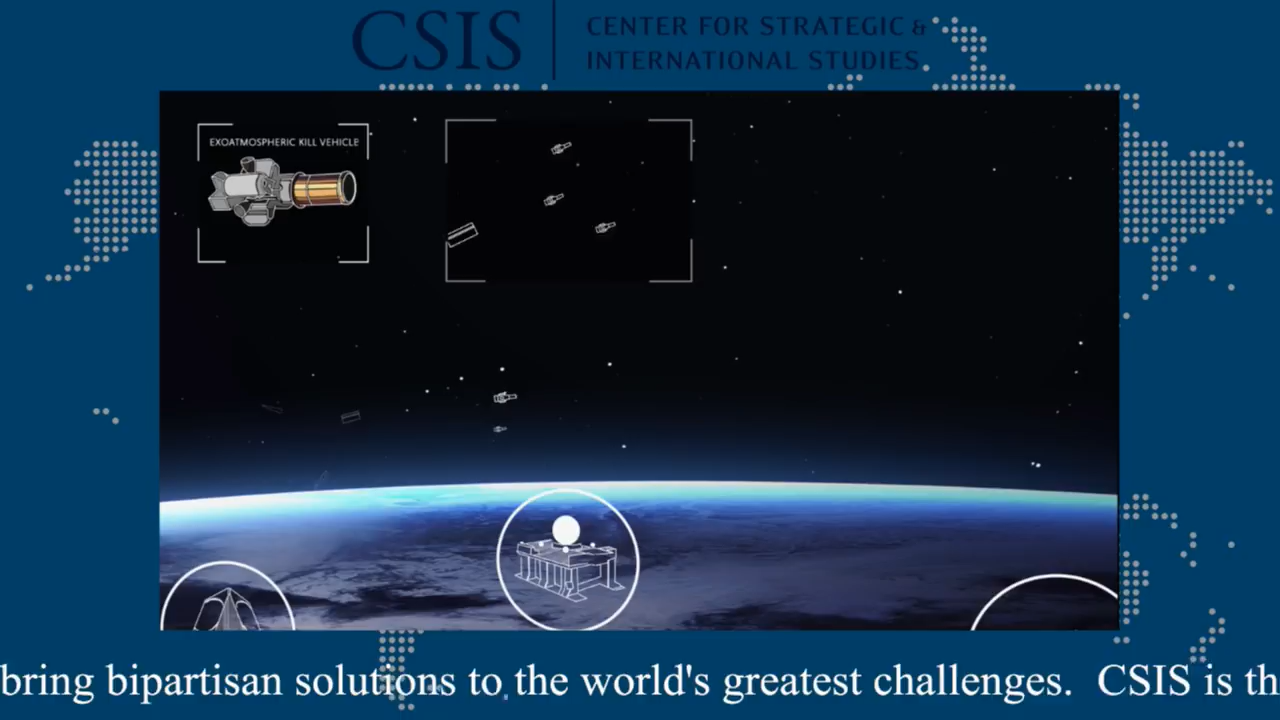 CSIS
CENTER FOR STRATEGIC &
INTERNATIONAL STUDIES
EXOATMOSPHERIC KILL VEHICLE
bring bipartisan solutions to the world's greatest challenges. CSIS is th